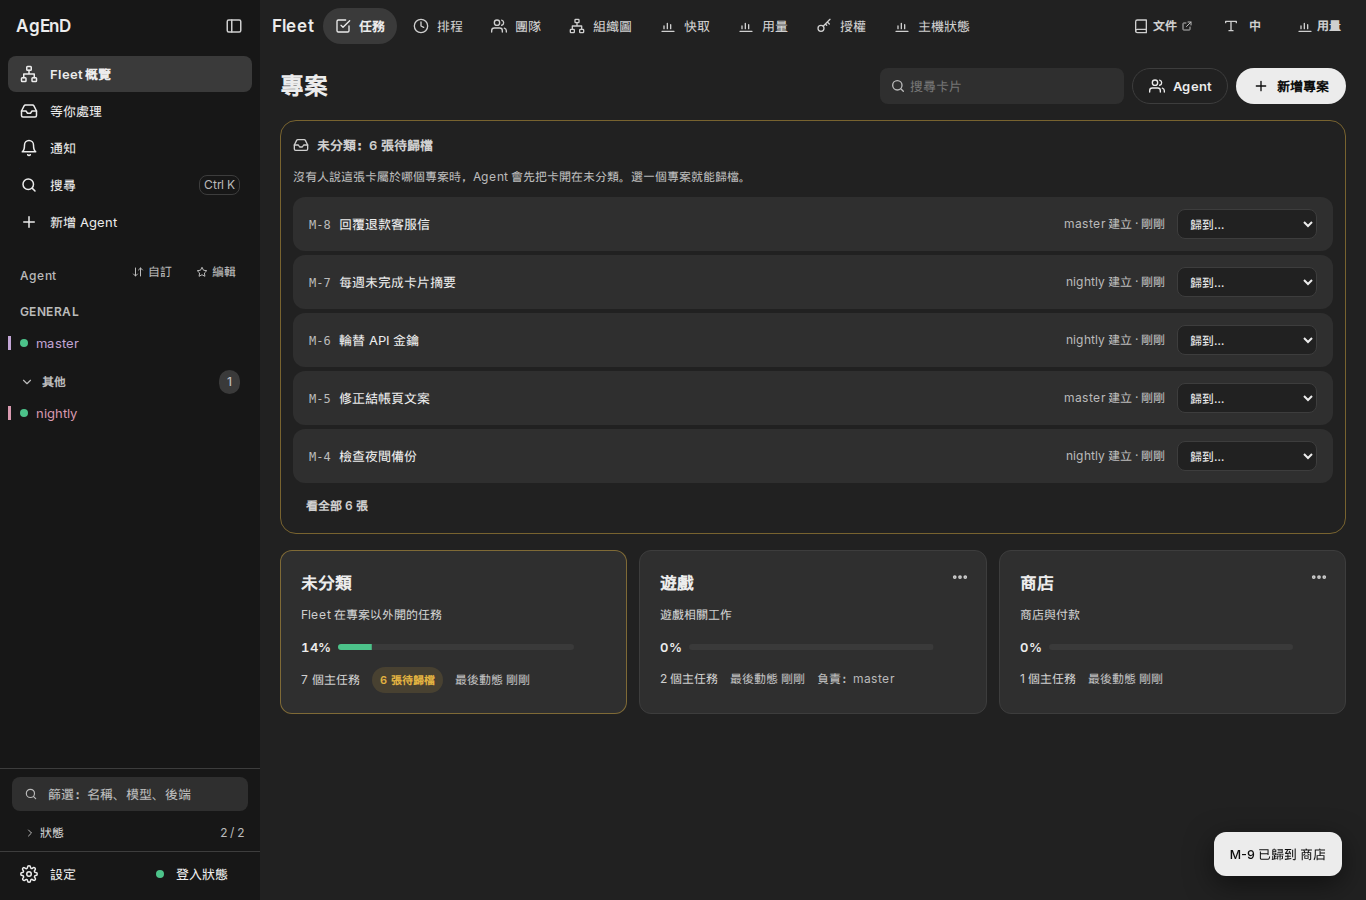 AgEnD
Fleet 概覽
等你處理
通知
搜尋 Ctrl K
新增 Agent
Agent 自訂 編輯
GENERAL
master
其他 1
nightly
篩選：名稱、模型、後端
狀態 2 / 2
設定 登入狀態
Fleet 任務 排程 團隊 組織圖 快取 用量 授權 主機狀態 文件 中 用量
專案 搜尋卡片 Agent 新增專案
未分類：6 張待歸檔
沒有人說這張卡屬於哪個專案時，Agent 會先把卡開在未分類。選一個專案就能歸檔。
M-8 回覆退款客服信 master 建立 · 剛剛 歸到…
M-7 每週未完成卡片摘要 nightly 建立 · 剛剛 歸到…
M-6 輪替 API 金鑰 nightly 建立 · 剛剛 歸到…
M-5 修正結帳頁文案 master 建立 · 剛剛 歸到…
M-4 檢查夜間備份 nightly 建立 · 剛剛 歸到…
看全部 6 張
未分類
Fleet 在專案以外開的任務
14%
7 個主任務 6 張待歸檔 最後動態 剛剛
遊戲
遊戲相關工作
0%
2 個主任務 最後動態 剛剛 負責：master
商店
商店與付款
0%
1 個主任務 最後動態 剛剛
M-9 已歸到 商店